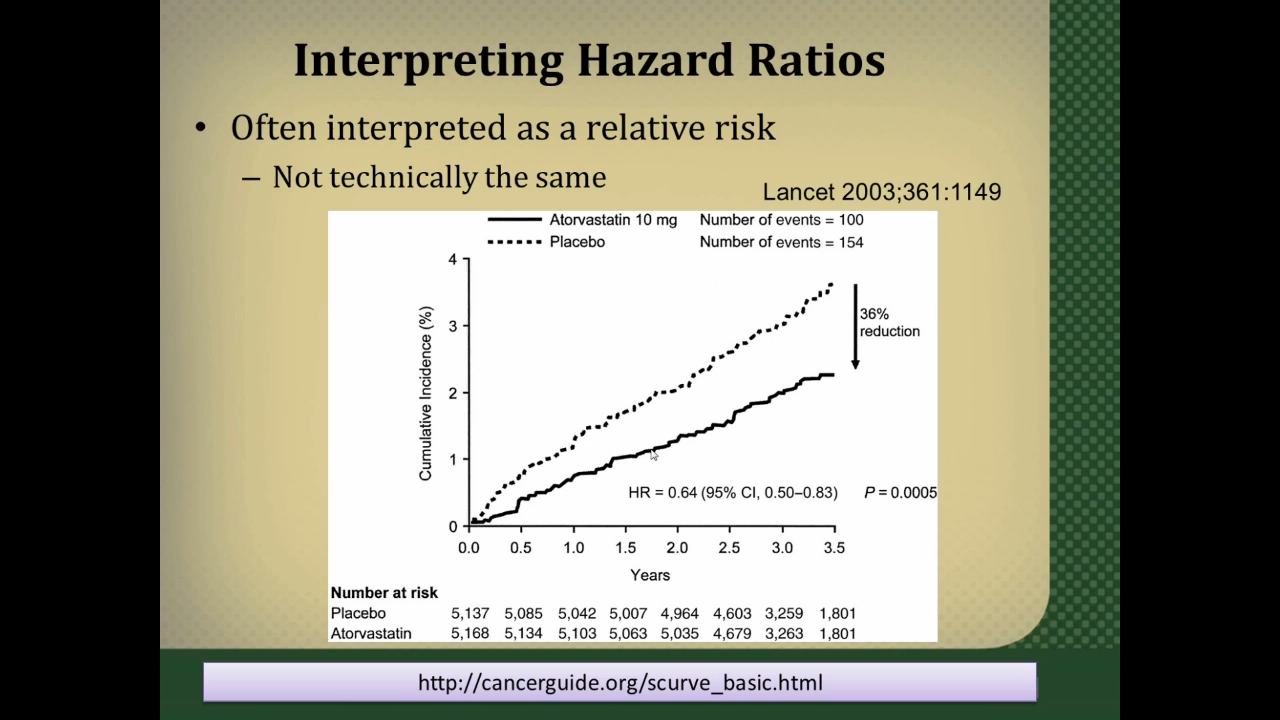 Interpreting Hazard Ratios
• Often interpreted as a relative risk
– Not technically the same
Lancet 2003;361:1149
Atorvastatin 10 mg Number of events = 100
Placebo Number of events = 154
Cumulative Incidence (%)
4
3
2
1
0
36%
reduction
HR = 0.64 (95% CI, 0.50–0.83) P = 0.0005
0.0 0.5 1.0 1.5 2.0 2.5 3.0 3.5
Years
Number at risk
Placebo 5,137 5,085 5,042 5,007 4,964 4,603 3,259 1,801
Atorvastatin 5,168 5,134 5,103 5,063 5,035 4,679 3,263 1,801
http://cancerguide.org/scurve_basic.html